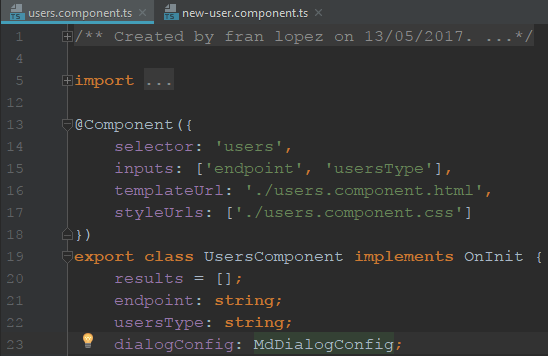 users.component.ts new-user.component.ts
1 /** Created by fran lopez on 13/05/2017. ...*/
4
5 import ...
12
13 @Component({
14 selector: 'users',
15 inputs: ['endpoint', 'usersType'],
16 templateUrl: './users.component.html',
17 styleUrls: ['./users.component.css']
18 })
19 export class UsersComponent implements OnInit {
20 results = [];
21 endpoint: string;
22 usersType: string;
23 dialogConfig: MdDialogConfig;